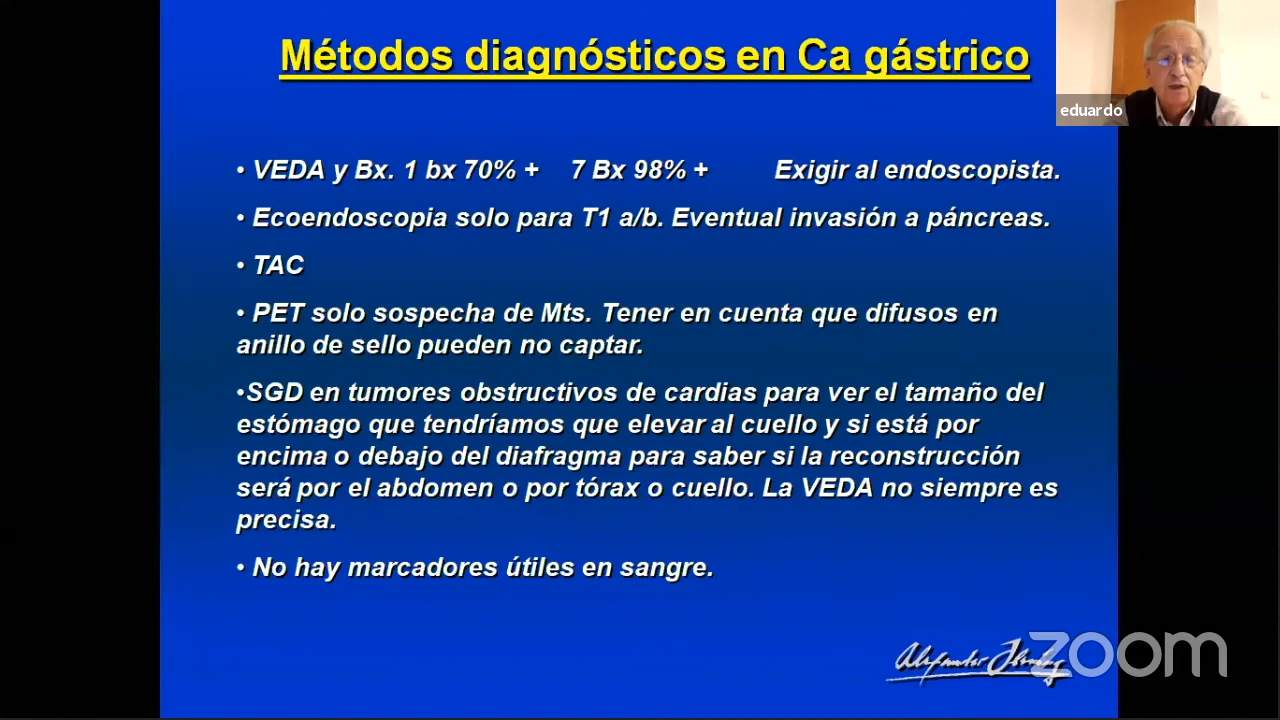 Métodos diagnósticos en Ca gástrico
eduardo
• VEDA y Bx. 1 bx 70% + 7 Bx 98% + Exigir al endoscopista.
• Ecoendoscopia solo para T1 a/b. Eventual invasión a páncreas.
• TAC
• PET solo sospecha de Mts. Tener en cuenta que difusos en
anillo de sello pueden no captar.
•SGD en tumores obstructivos de cardias para ver el tamaño del
estómago que tendríamos que elevar al cuello y si está por
encima o debajo del diafragma para saber si la reconstrucción
será por el abdomen o por tórax o cuello. La VEDA no siempre es
precisa.
• No hay marcadores útiles en sangre.
zoom